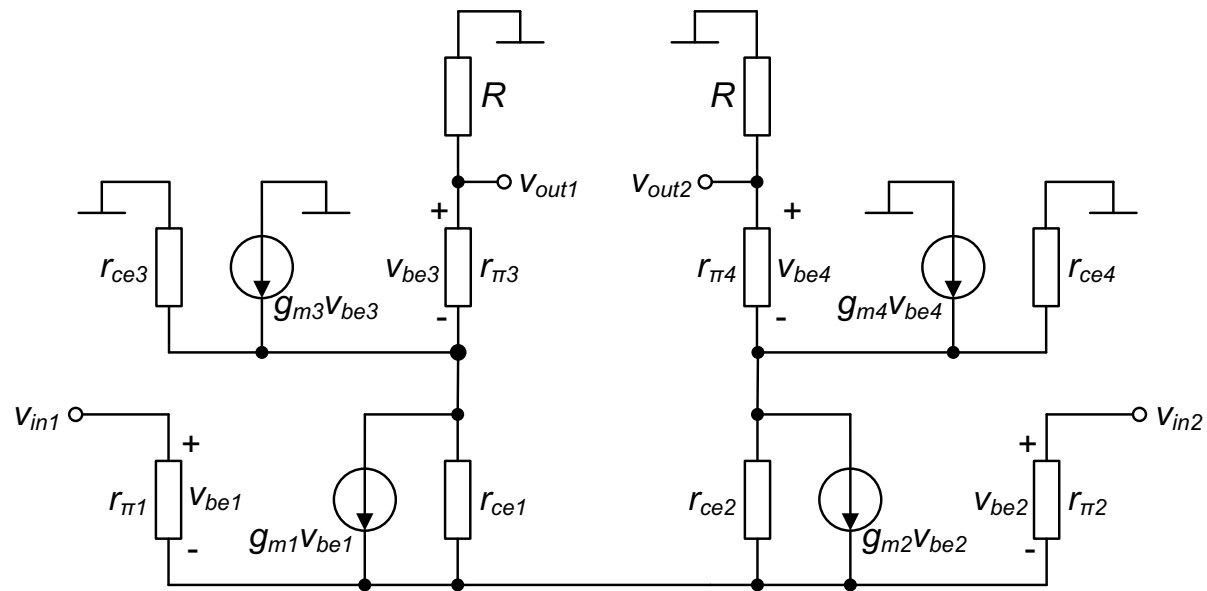 R
R
v_out1
v_out2
+
+
r_ce3
g_m3v_be3
v_be3
r_π3
-
r_π4
v_be4
-
g_m4v_be4
r_ce4
v_in1
v_in2
+
+
r_π1
v_be1
-
g_m1v_be1
r_ce1
r_ce2
g_m2v_be2
v_be2
r_π2
-